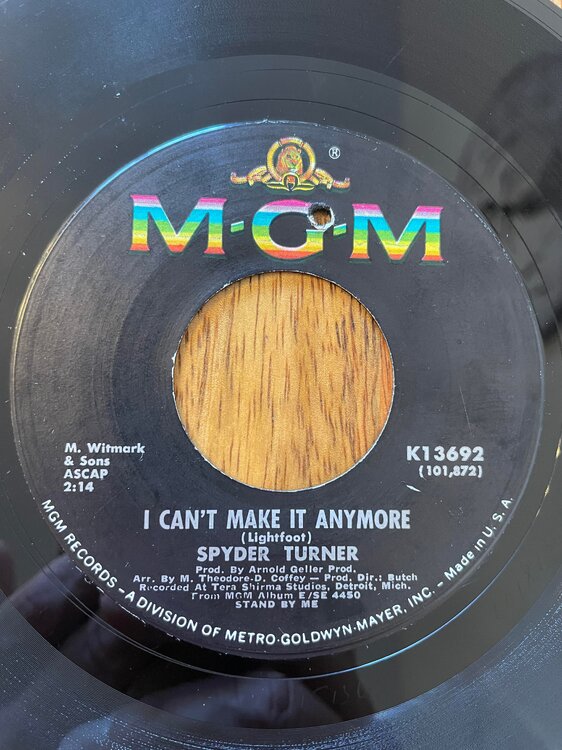 ®
M·G·M
M. Witmark
& Sons
ASCAP
2:14
K13692
(101,872)
I CAN'T MAKE IT ANYMORE
(Lightfoot)
SPYDER TURNER
Prod. By Arnold Geller Prod.
Arr. By M. Theodore-D. Coffey — Prod. Dir.: Butch
Recorded At Tera Shirma Studios, Detroit, Mich.
From MGM Album E/SE 4450
STAND BY ME
MGM RECORDS – A DIVISION OF METRO-GOLDWYN-MAYER, INC. – Made in U. S. A.